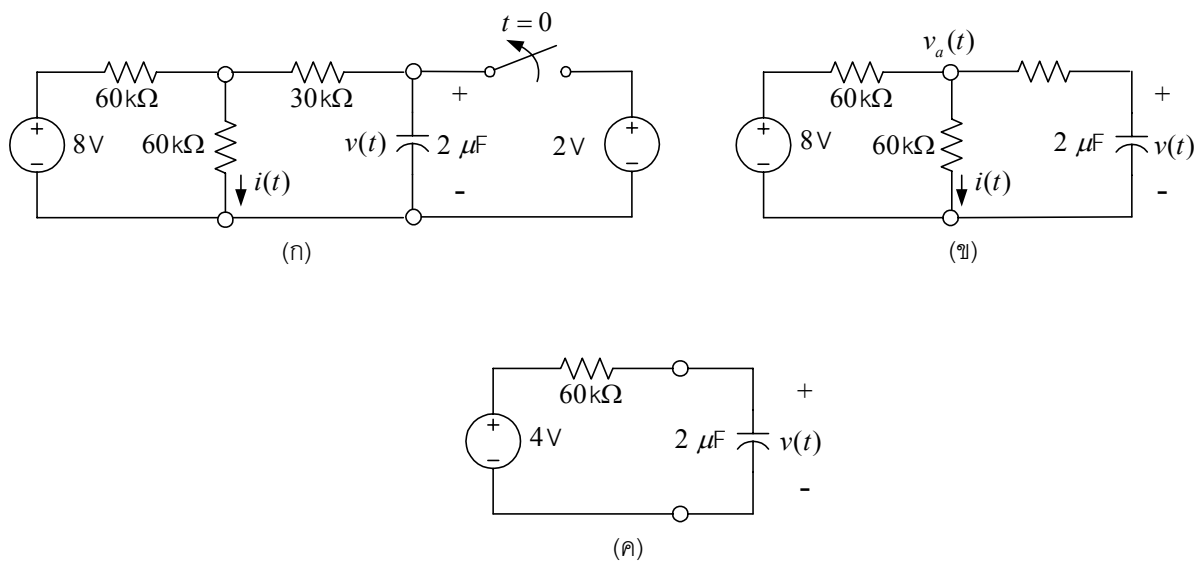 t = 0
60kΩ
30kΩ
8V
60kΩ
i(t)
v(t)
+
2 μF
-
2V
(ก)
v_a(t)
60kΩ
8V
60kΩ
i(t)
2 μF
+
v(t)
-
(ข)
60kΩ
4V
2 μF
+
v(t)
-
(ค)